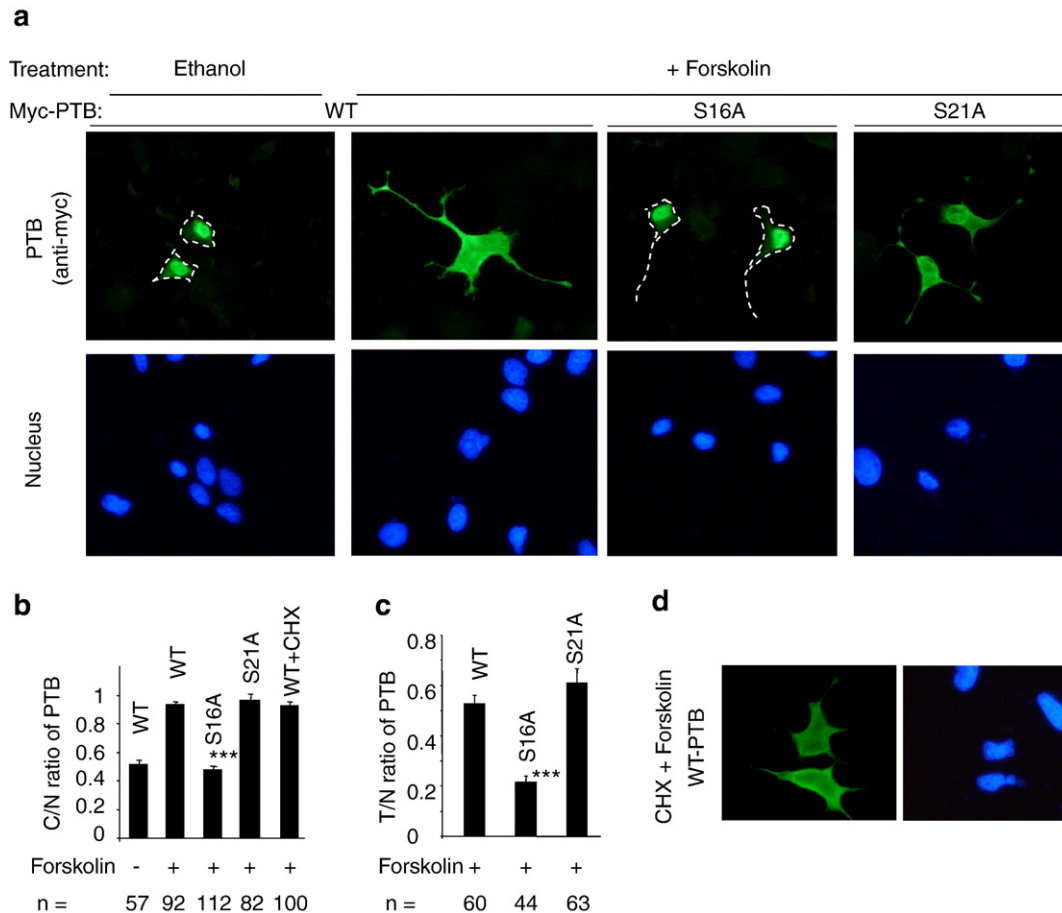 a
Treatment: Ethanol + Forskolin
Myc-PTB: WT S16A S21A
PTB
(anti-myc)
Nucleus
b
C/N ratio of PTB
1
0.8
0.6
0.4
0.2
0
WT
WT
S16A
***
S21A
WT+CHX
Forskolin - + + + +
n = 57 92 112 82 100
c
T/N ratio of PTB
0.8
0.6
0.4
0.2
0
WT
S16A
***
S21A
Forskolin + + +
n = 60 44 63
d
CHX + Forskolin
WT-PTB